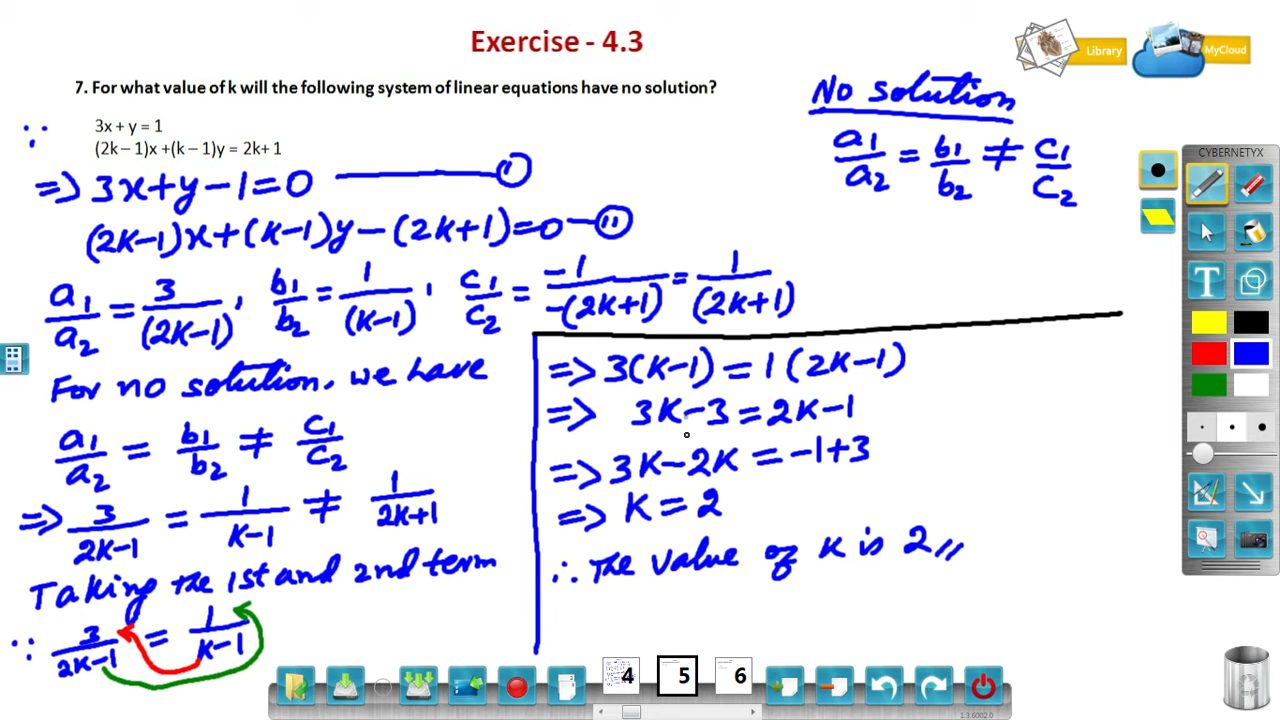 Exercise - 4.3
Library
MyCloud
7. For what value of k will the following system of linear equations have no solution?
3x + y = 1
(2k – 1)x +(k – 1)y = 2k+ 1
No solution
a1/a2 = b1/b2 ≠ c1/c2
∵
=> 3x+y-1=0 ——— (I)
(2K-1)x+(K-1)y-(2K+1)=0 — (II)
a1/a2 = 3/(2K-1), b1/b2 = 1/(K-1), c1/c2 = -1/-(2K+1) = 1/(2K+1)
For no solution, we have
a1/a2 = b1/b2 ≠ c1/c2
=> 3/2K-1 = 1/K-1 ≠ 1/2K+1
Taking the 1st and 2nd term
∵ 3/2K-1 = 1/K-1
=> 3(K-1) = 1(2K-1)
=> 3K-3 = 2K-1
=> 3K-2K = -1+3
=> K = 2
∴ The value of K is 2//
CYBERNETYX
T
4
5
6
1.3.6002.0